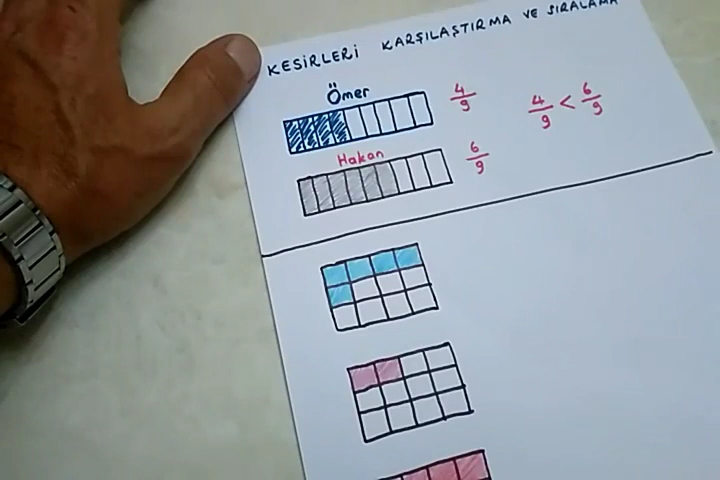 KESİRLERİ KARŞILAŞTIRMA VE SIRALAMA
Ömer
4/9
4/9 < 6/9
Hakan
6/9